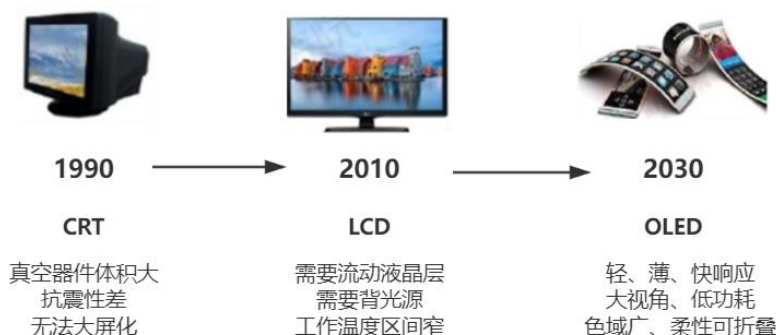 1990
2010
2030
CRT
LCD
OLED
真空器件体积大
抗震性差
无法大屏化
需要流动液晶层
需要背光源
工作温度区间窄
轻、薄、快响应
大视角、低功耗
色域广、柔性可折叠